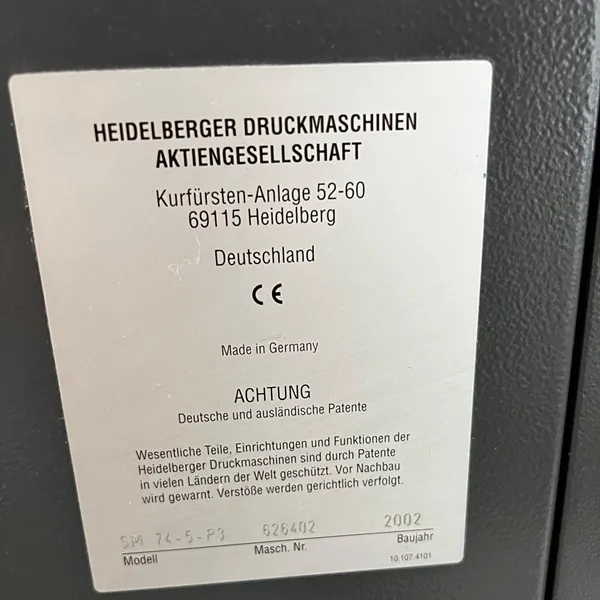 HEIDELBERGER DRUCKMASCHINEN
AKTIENGESELLSCHAFT
Kurfürsten-Anlage 52-60
69115 Heidelberg
Deutschland
CE
Made in Germany
ACHTUNG
Deutsche und ausländische Patente
Wesentliche Teile, Einrichtungen und Funktionen der
Heidelberger Druckmaschinen sind durch Patente
in vielen Ländern der Welt geschützt. Vor Nachbau
wird gewarnt. Verstöße werden gerichtlich verfolgt.
SM 74-5-P3 626402 2002
Modell Masch. Nr. Baujahr
10.107.4101